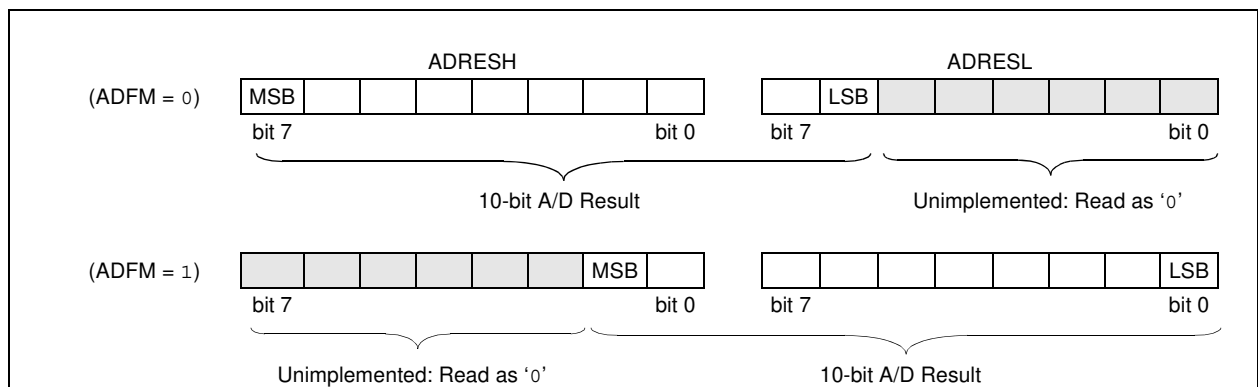 ADRESH ADRESL
(ADFM = 0) MSB LSB
bit 7 bit 0 bit 7 bit 0
10-bit A/D Result Unimplemented: Read as ‘0’
(ADFM = 1) MSB LSB
bit 7 bit 0 bit 7 bit 0
Unimplemented: Read as ‘0’ 10-bit A/D Result